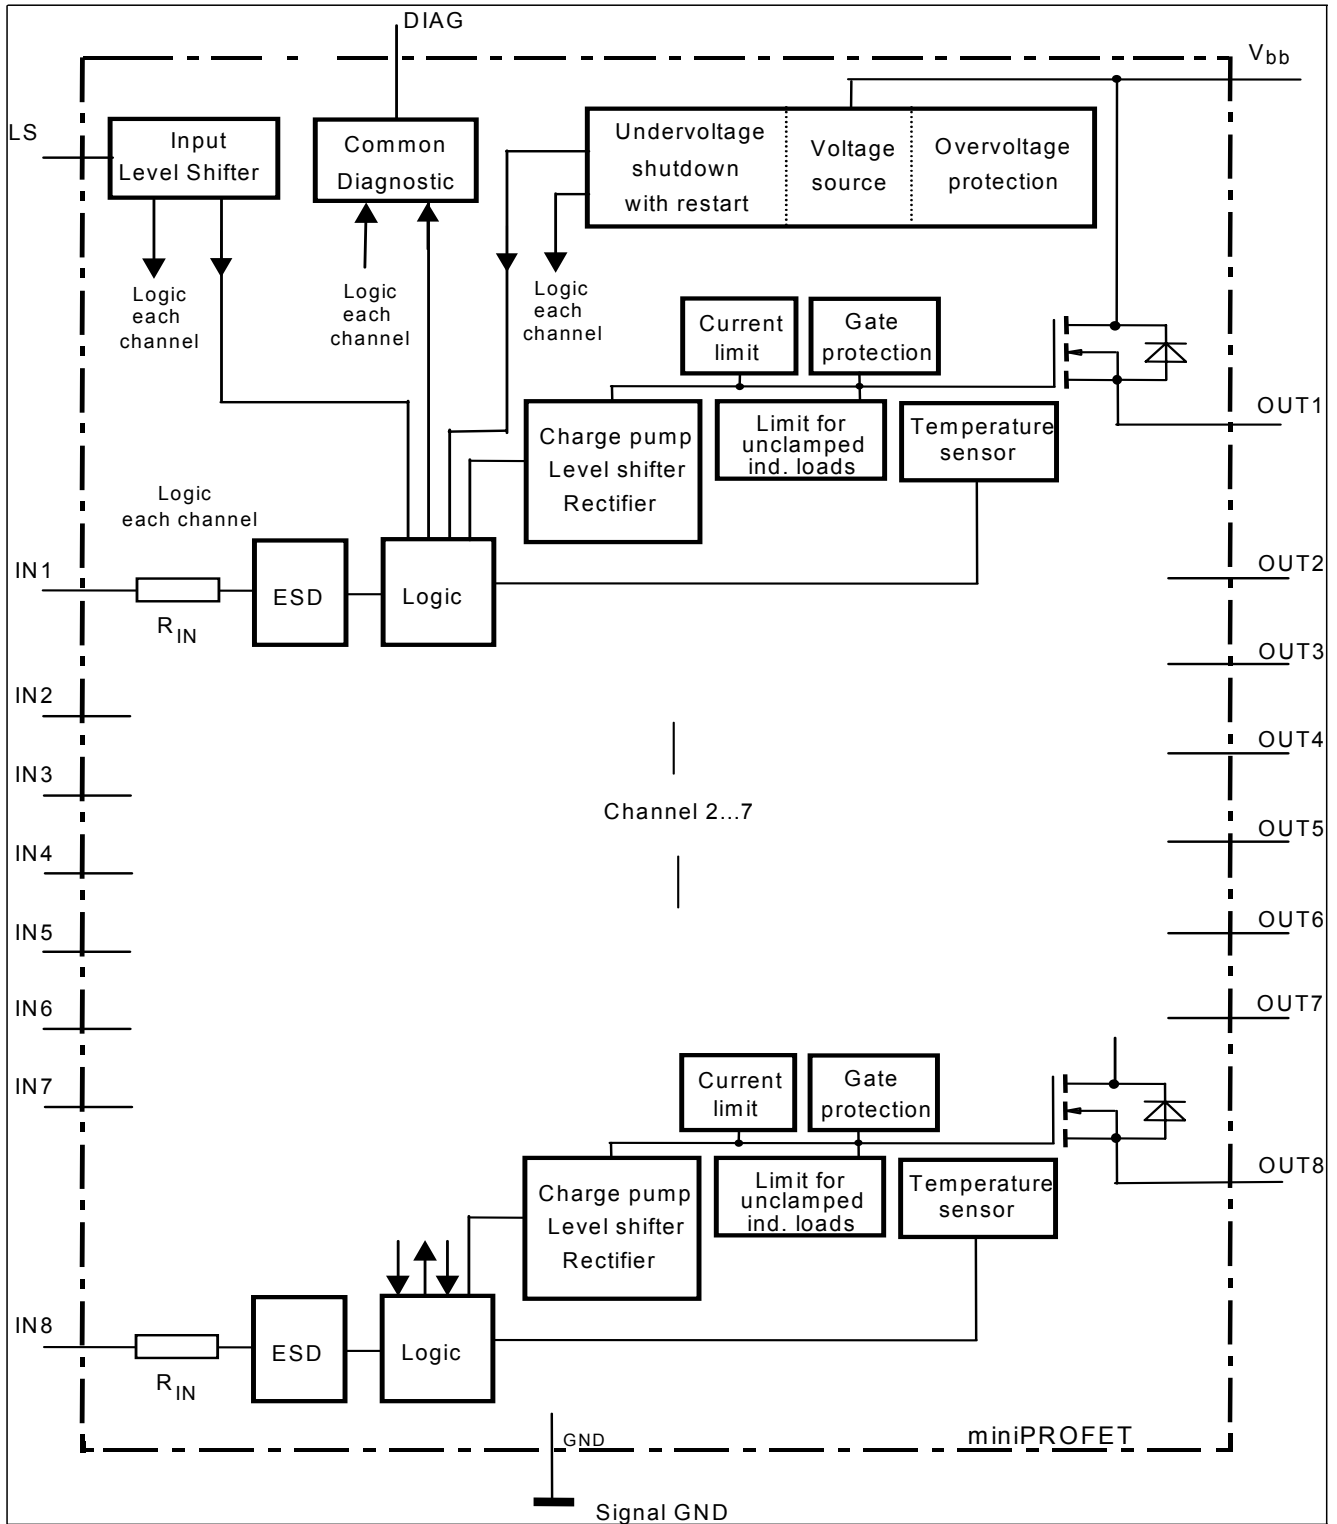 DIAG
Vbb
LS
Input
Level Shifter
Common
Diagnostic
Undervoltage
shutdown
with restart
Voltage
source
Overvoltage
protection
Logic
each
channel
Logic
each
channel
Logic
each
channel
Current
limit
Gate
protection
OUT1
Charge pump
Level shifter
Rectifier
Limit for
unclamped
ind. loads
Temperature
sensor
Logic
each channel
IN1
RIN
ESD
Logic
OUT2
OUT3
IN2
OUT4
IN3
Channel 2...7
OUT5
IN4
IN5
OUT6
IN6
OUT7
IN7
Current
limit
Gate
protection
OUT8
Charge pump
Level shifter
Rectifier
Limit for
unclamped
ind. loads
Temperature
sensor
IN8
RIN
ESD
Logic
GND
miniPROFET
Signal GND